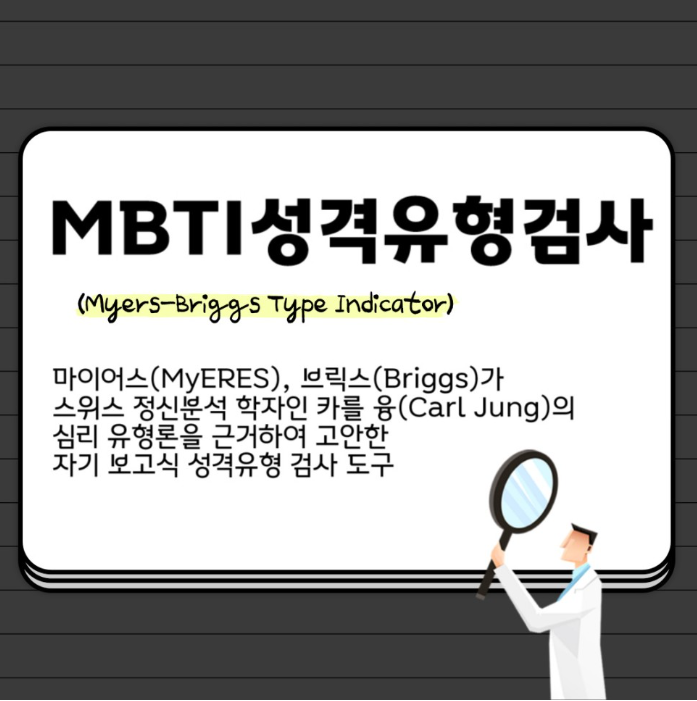 MBTI성격유형검사
(Myers-Briggs Type Indicator)
마이어스(MyERES), 브릭스(Briggs)가
스위스 정신분석 학자인 카를 융(Carl Jung)의
심리 유형론을 근거하여 고안한
자기 보고식 성격유형 검사 도구